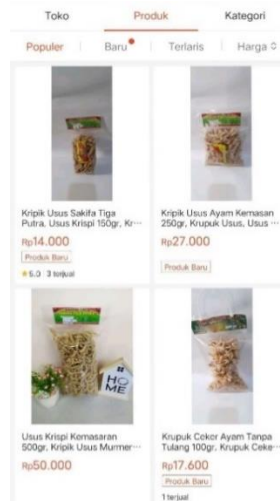 Toko Produk Kategori
Populer Baru Terlaris Harga
Kripik Usus Sakifa Tiga
Putra, Usus Krispi 150gr, Kr···
Rp14.000
Produk Baru
5.0 3 terjual
Kripik Usus Ayam Kemasan
250gr, Krupuk Usus, Usus ···
Rp27.000
Produk Baru
HO
ME
Usus Krispi Kemasaran
500gr, Kripik Usus Murmer···
Rp50.000
Krupuk Ceker Ayam Tanpa
Tulang 100gr, Krupuk Ceke···
Rp17.600
Produk Baru
1 terjual